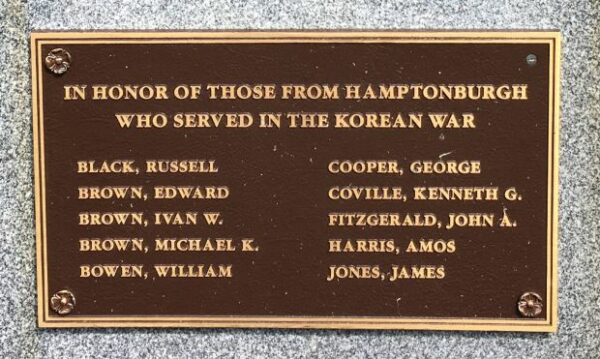 IN HONOR OF THOSE FROM HAMPTONBURGH
WHO SERVED IN THE KOREAN WAR
BLACK, RUSSELL
BROWN, EDWARD
BROWN, IVAN W.
BROWN, MICHAEL K.
BOWEN, WILLIAM
COOPER, GEORGE
COVILLE, KENNETH G.
FITZGERALD, JOHN A.
HARRIS, AMOS
JONES, JAMES